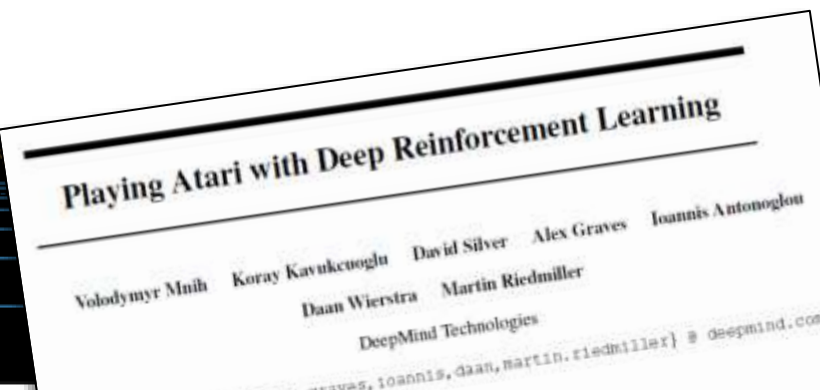 Playing Atari with Deep Reinforcement Learning
Volodymyr Mnih Koray Kavukcuoglu David Silver Alex Graves Ioannis Antonoglou
Daan Wierstra Martin Riedmiller
DeepMind Technologies
graves,ioannis,daan,martin.riedmiller} @ deepmind.com